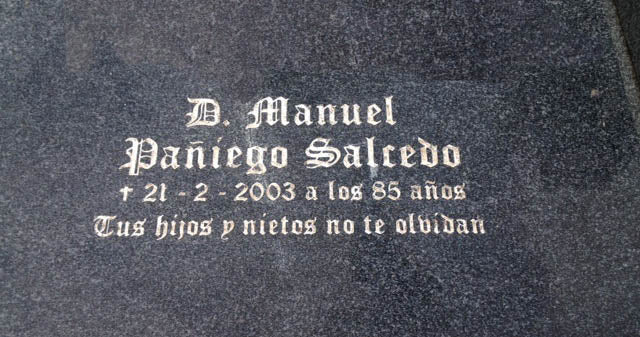 D. Manuel
Pañiego Salcedo
† 21 - 2 - 2003 a los 85 años
Tus hijos y nietos no te olvidan